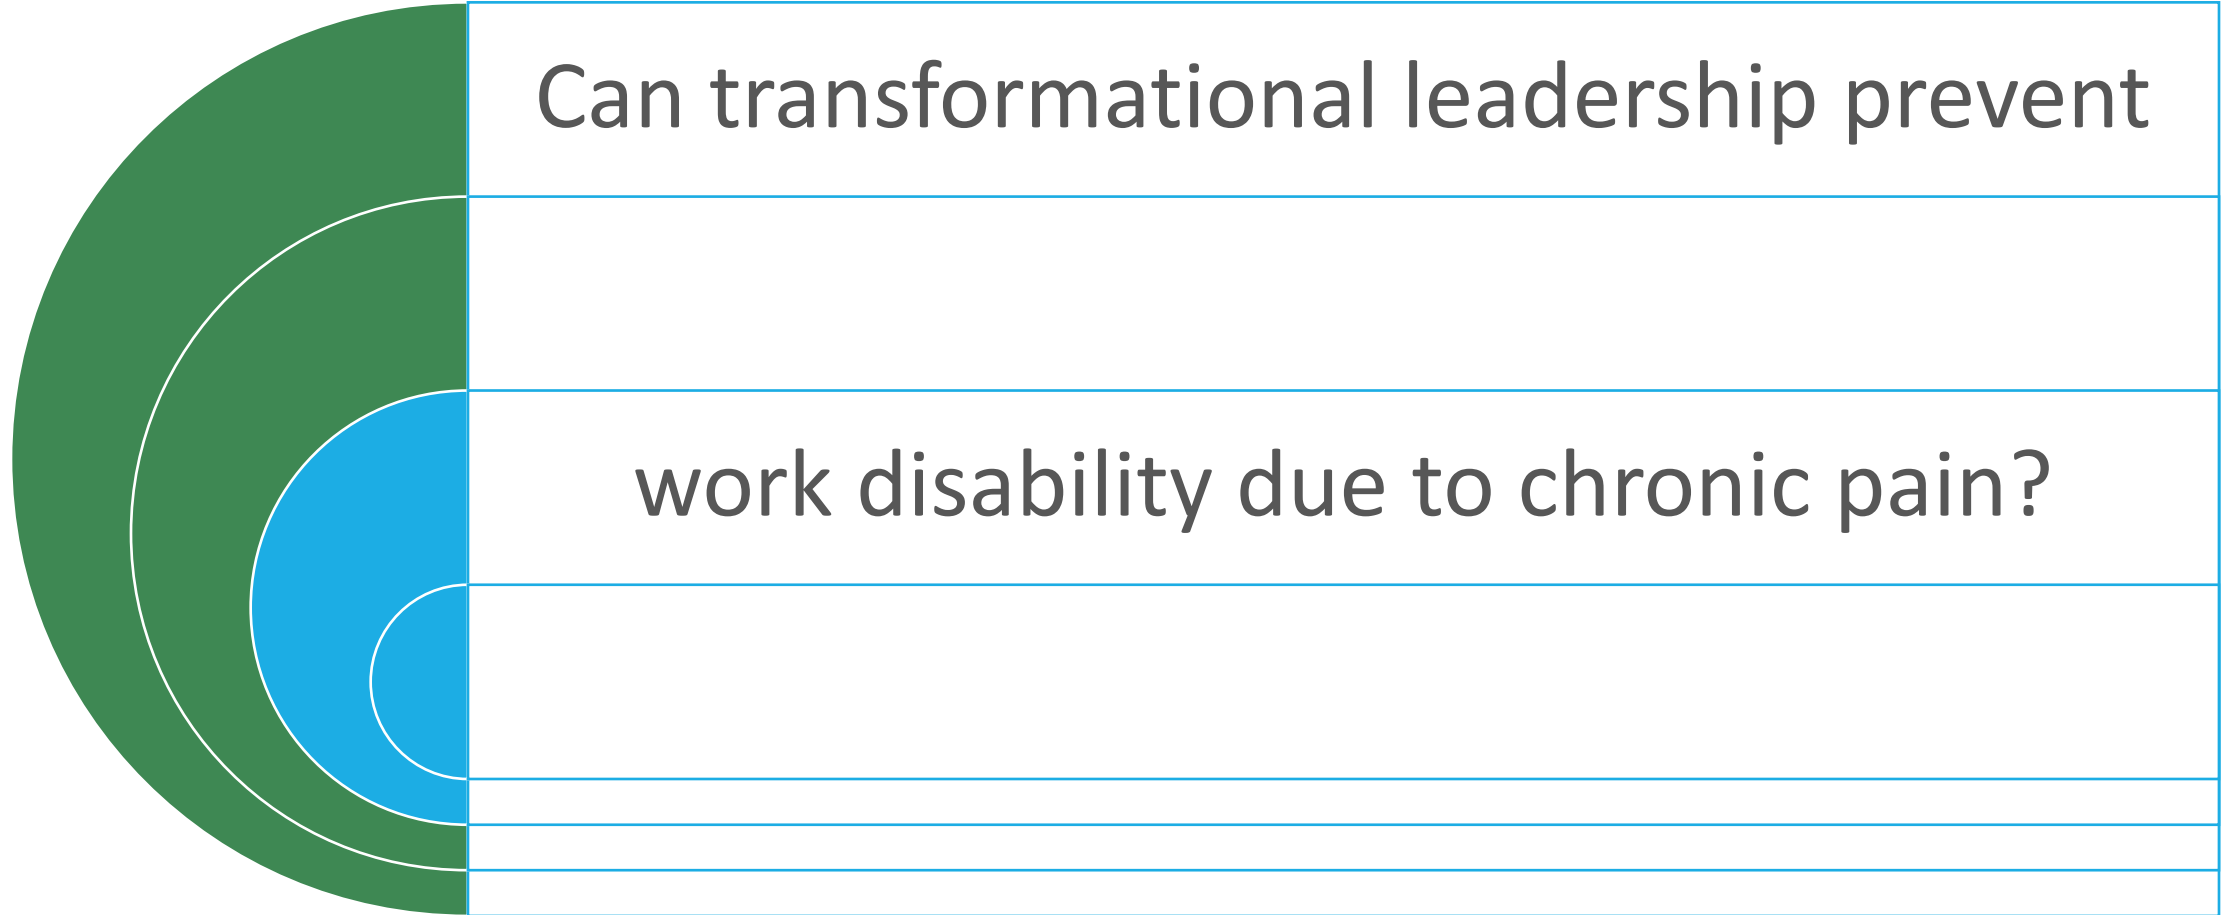 Can transformational leadership prevent
work disability due to chronic pain?